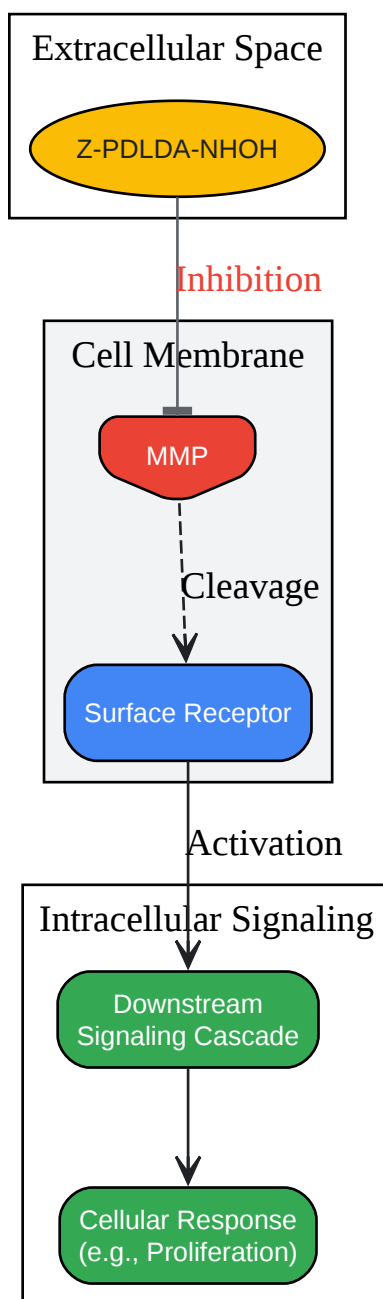 Extracellular Space
Z-PDLDA-NHOH
Inhibition
Cell Membrane
MMP
Cleavage
Surface Receptor
Activation
Intracellular Signaling
Downstream
Signaling Cascade
Cellular Response
(e.g., Proliferation)